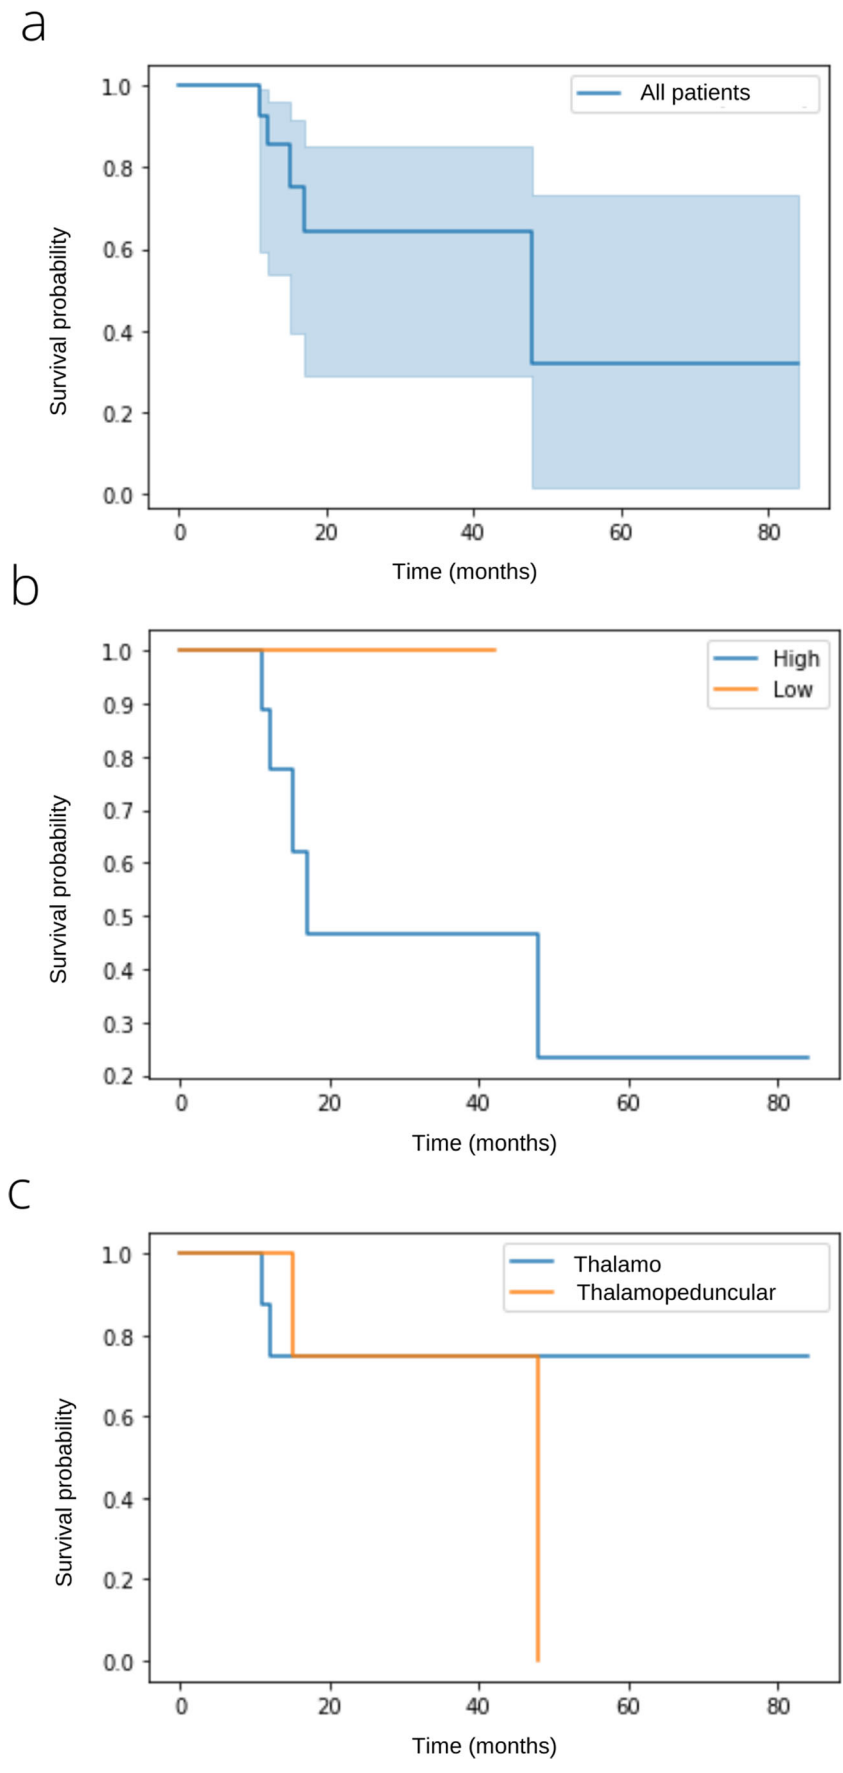 a
All patients
1.0
0.8
0.6
0.4
0.2
0.0
Survival probability
0 20 40 60 80
Time (months)
b
High
Low
1.0
0.9
0.8
0.7
0.6
0.5
0.4
0.3
0.2
Survival probability
0 20 40 60 80
Time (months)
c
Thalamo
Thalamopeduncular
1.0
0.8
0.6
0.4
0.2
0.0
Survival probability
0 20 40 60 80
Time (months)